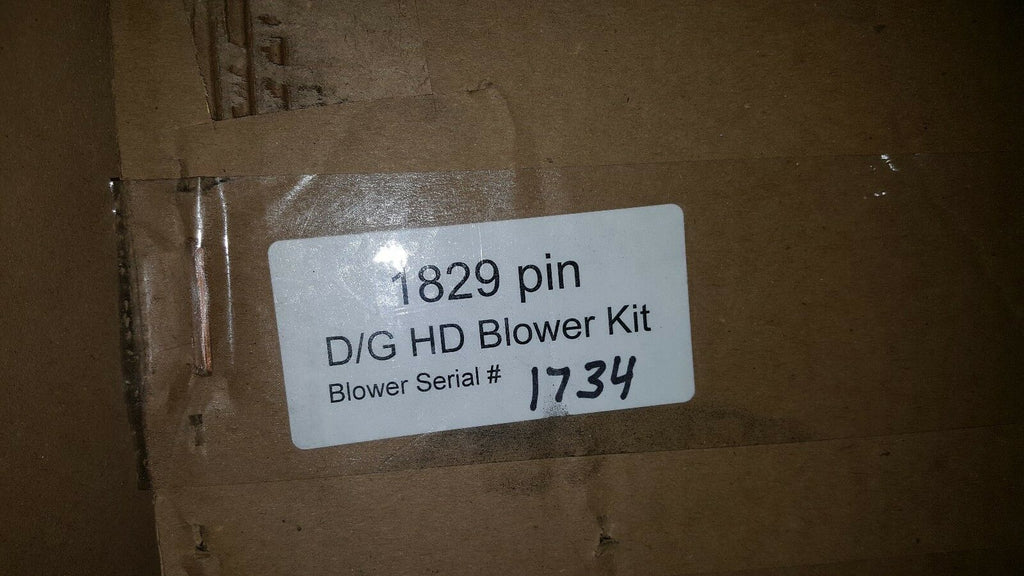 1829 pin
D/G HD Blower Kit
Blower Serial # 1734